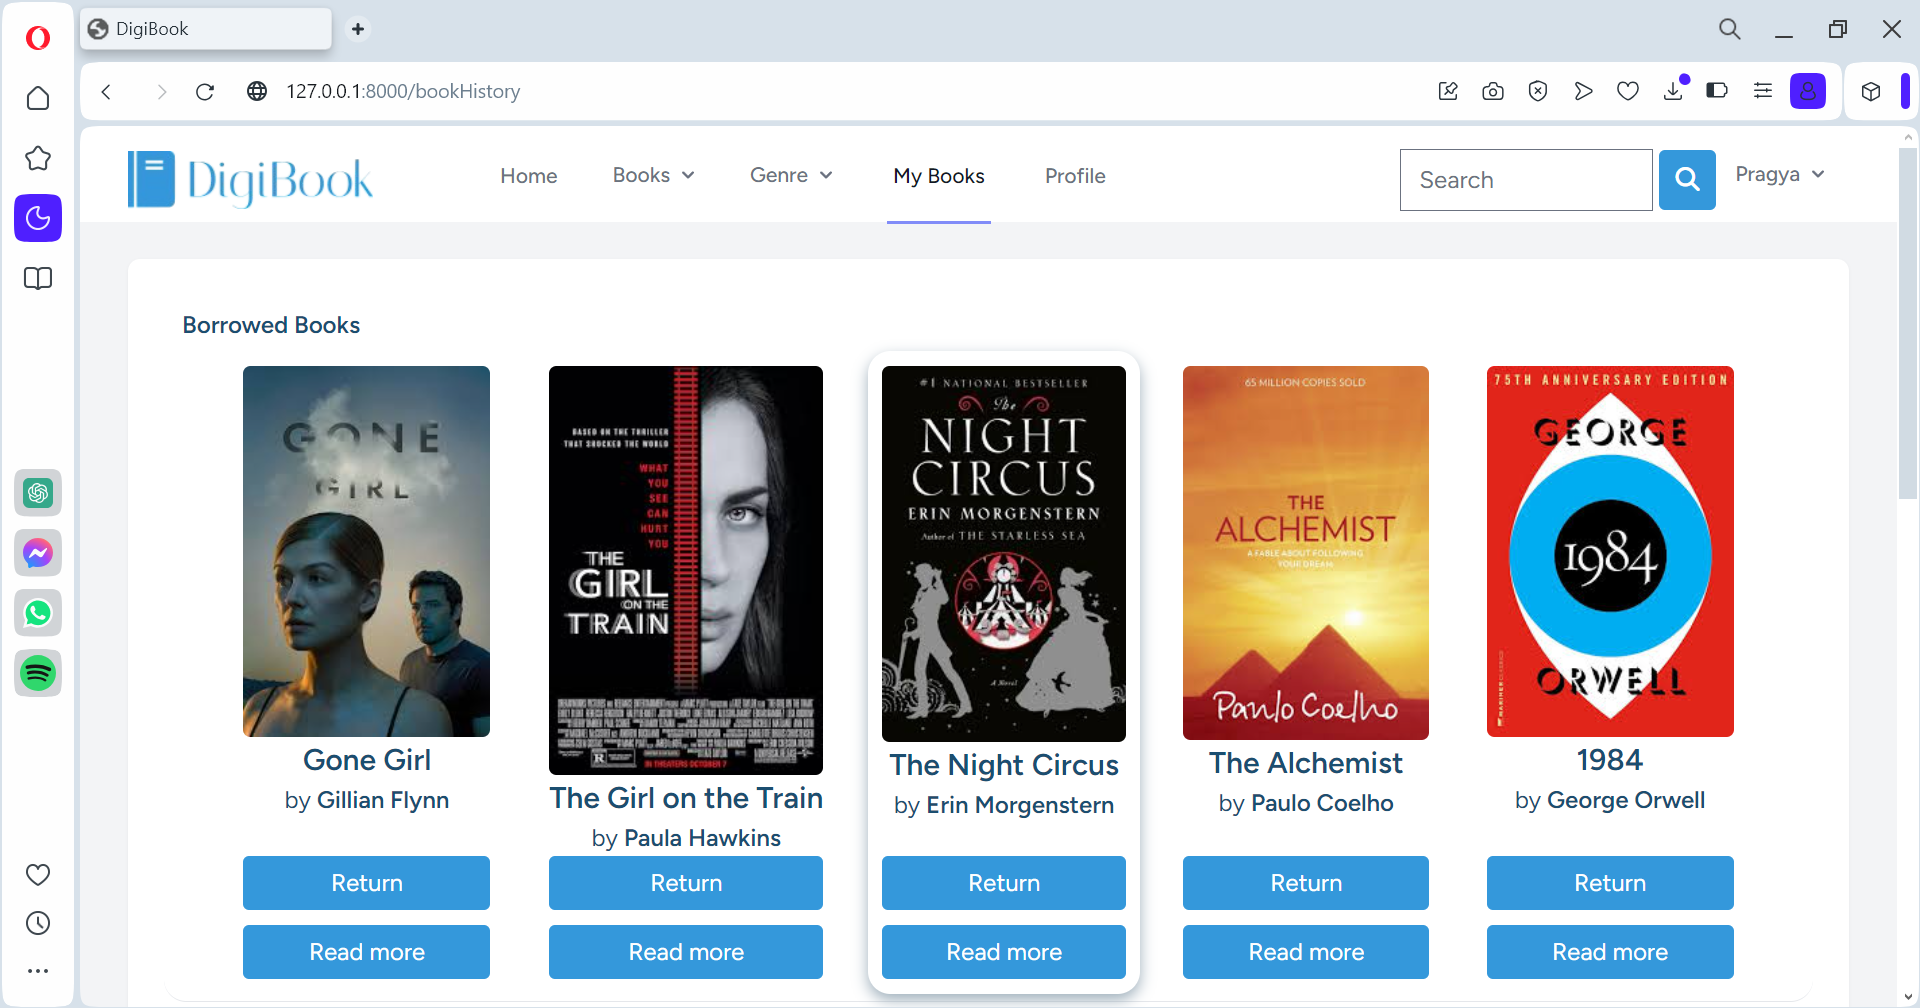 DigiBook
127.0.0.1:8000/bookHistory
DigiBook
Home
Books
Genre
My Books
Profile
Search
Pragya
Borrowed Books
GONE
GIRL
Gone Girl
by Gillian Flynn
Return
Read more
BASED ON THE THRILLER
THAT SHOCKED THE WORLD
WHAT
YOU
SEE
CAN
HURT
YOU
THE
GIRL
ON THE
TRAIN
R
IN THEATERS OCTOBER 7
The Girl on the Train
by Paula Hawkins
Return
Read more
#1 NATIONAL BESTSELLER
The
NIGHT
CIRCUS
ERIN MORGENSTERN
Author of THE STARLESS SEA
A Novel
The Night Circus
by Erin Morgenstern
Return
Read more
65 MILLION COPIES SOLD
THE
ALCHEMIST
A FABLE ABOUT FOLLOWING
YOUR DREAM
Paulo Coelho
The Alchemist
by Paulo Coelho
Return
Read more
75TH ANNIVERSARY EDITION
GEORGE
1984
ORWELL
1984
by George Orwell
Return
Read more